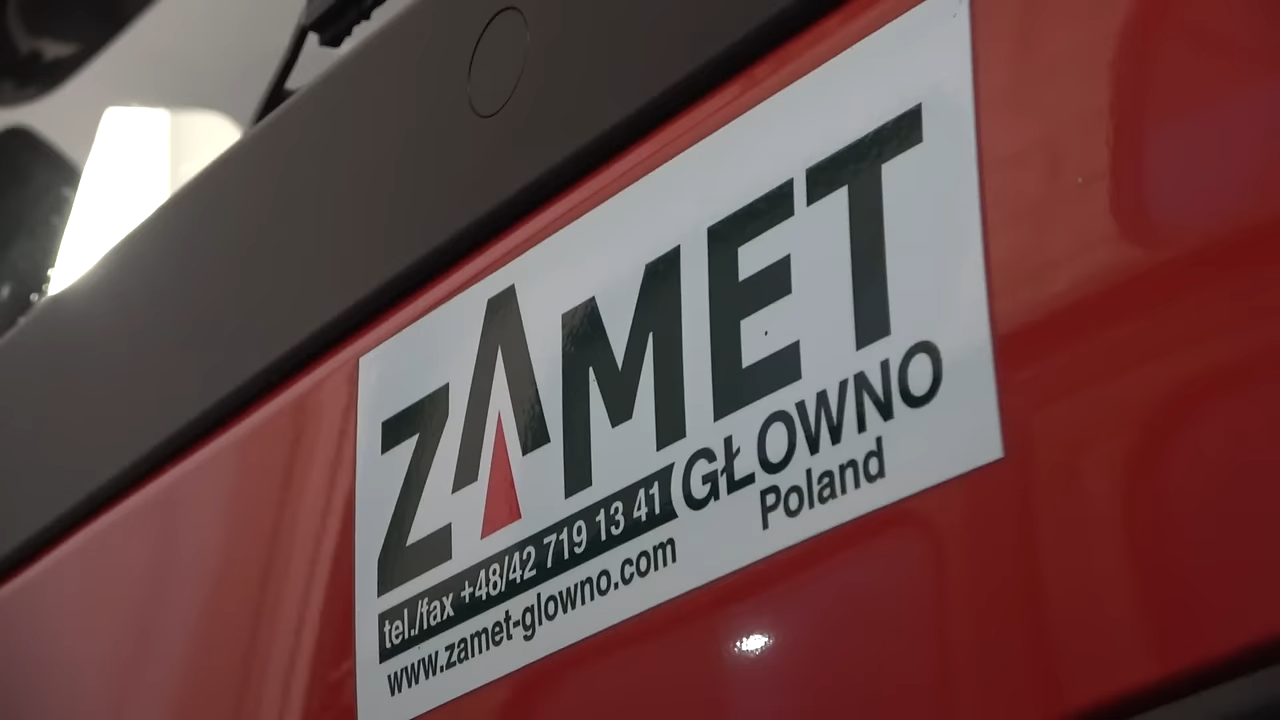 ZAMET
GŁOWNO
Poland
tel./fax +48/42 719 13 41
www.zamet-glowno.com